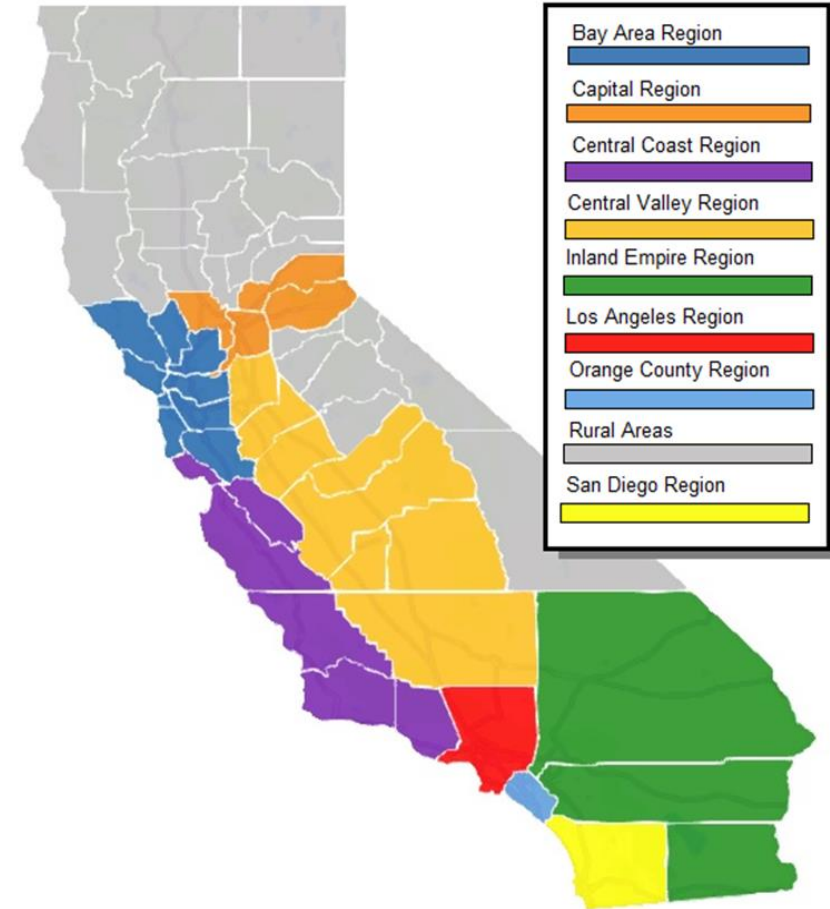 Bay Area Region
Capital Region
Central Coast Region
Central Valley Region
Inland Empire Region
Los Angeles Region
Orange County Region
Rural Areas
San Diego Region